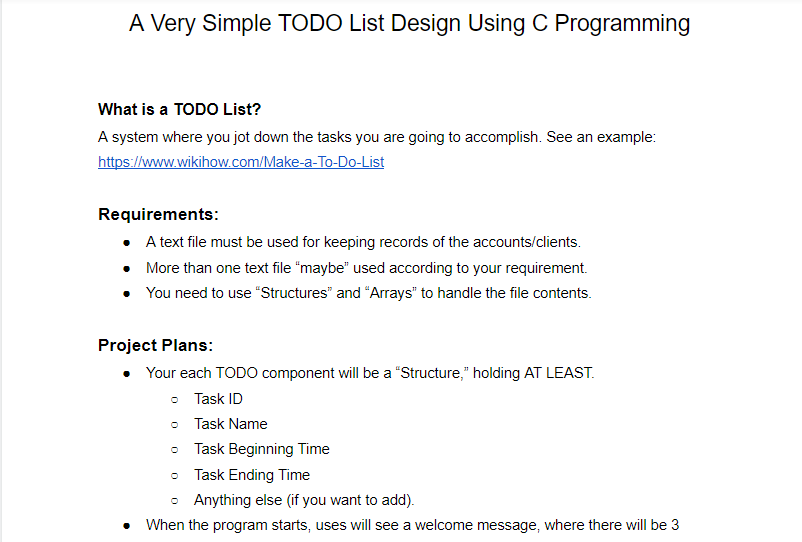 A Very Simple TODO List Design Using C Programming
What is a TODO List?
A system where you jot down the tasks you are going to accomplish. See an example:
https://www.wikihow.com/Make-a-To-Do-List
Requirements:
● A text file must be used for keeping records of the accounts/clients.
● More than one text file “maybe” used according to your requirement.
● You need to use “Structures” and “Arrays” to handle the file contents.
Project Plans:
● Your each TODO component will be a “Structure,” holding AT LEAST.
○ Task ID
○ Task Name
○ Task Beginning Time
○ Task Ending Time
○ Anything else (if you want to add).
● When the program starts, uses will see a welcome message, where there will be 3